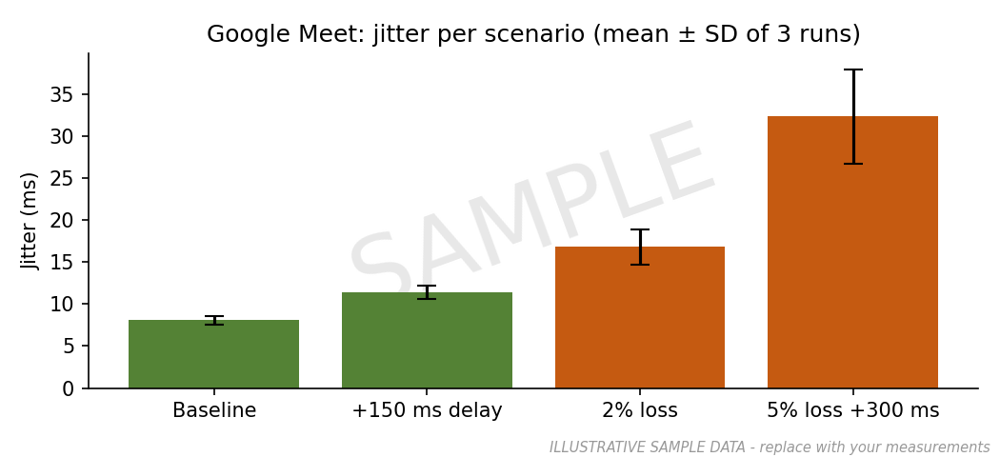 Google Meet: jitter per scenario (mean ± SD of 3 runs)
Jitter (ms)
35
30
25
20
15
10
5
0
SAMPLE
Baseline
+150 ms delay
2% loss
5% loss +300 ms
ILLUSTRATIVE SAMPLE DATA - replace with your measurements